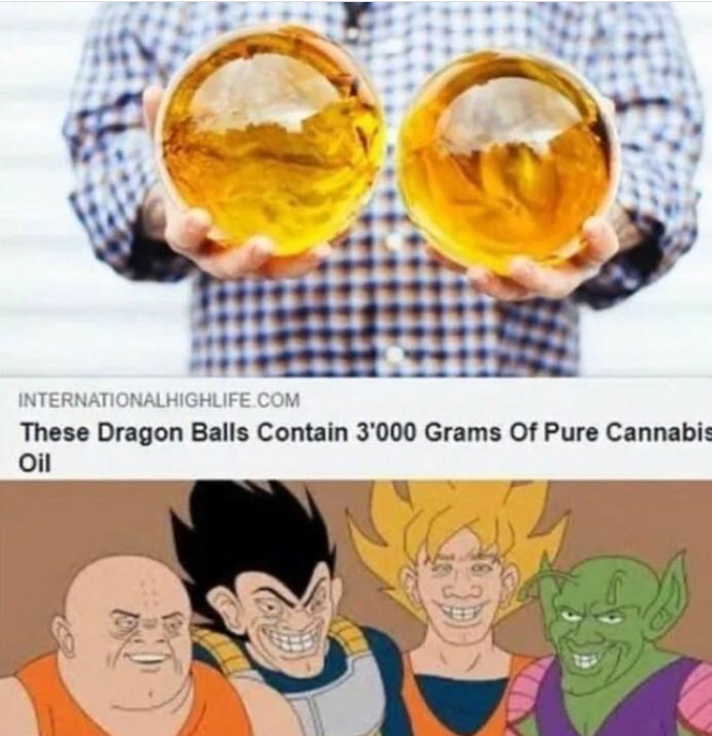 INTERNATIONALHIGHLIFE.COM
These Dragon Balls Contain 3'000 Grams Of Pure Cannabis
Oil